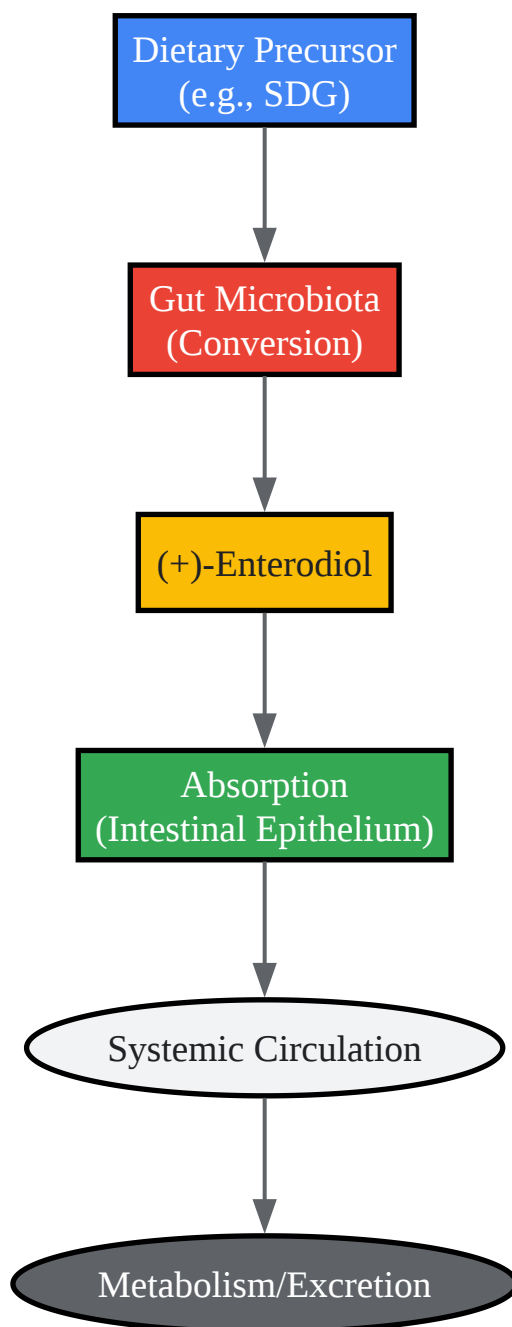 Dietary Precursor
(e.g., SDG)
Gut Microbiota
(Conversion)
(+)-Enterodiol
Absorption
(Intestinal Epithelium)
Systemic Circulation
Metabolism/Excretion